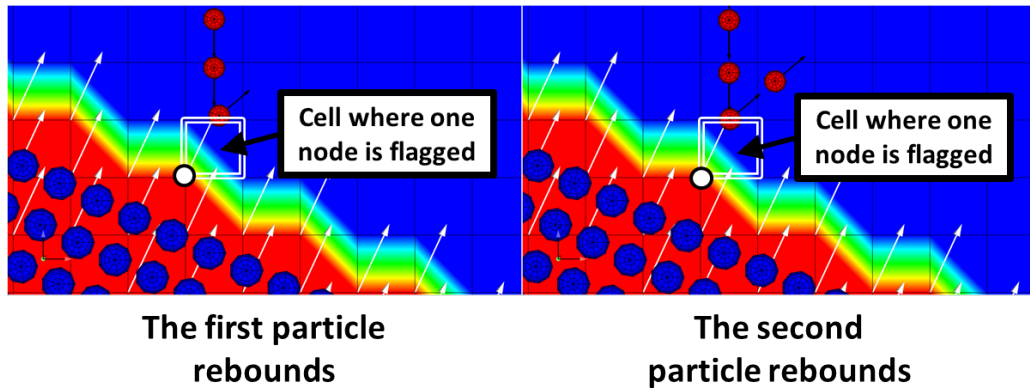 Cell where one
node is flagged
Cell where one
node is flagged
The first particle
rebounds
The second
particle rebounds